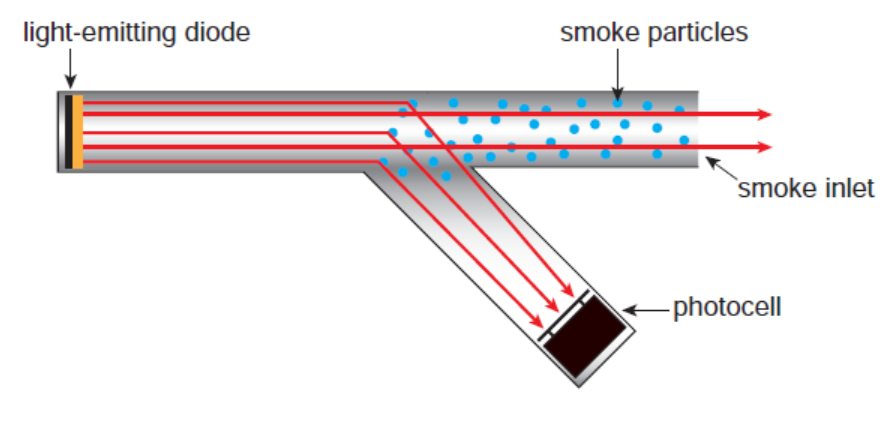 light-emitting diode
smoke particles
smoke inlet
photocell